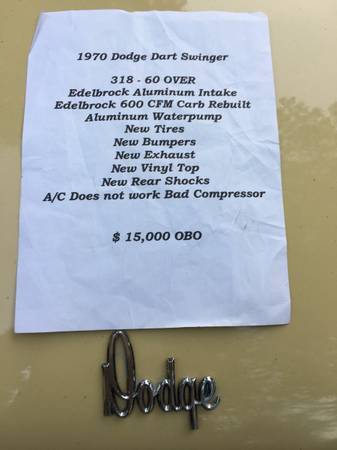 1970 Dodge Dart Swinger
318 - 60 OVER
Edelbrock Aluminum Intake
Edelbrock 600 CFM Carb Rebuilt
Aluminum Waterpump
New Tires
New Bumpers
New Exhaust
New Vinyl Top
New Rear Shocks
A/C Does not work Bad Compressor
$ 15,000 OBO
Dodge